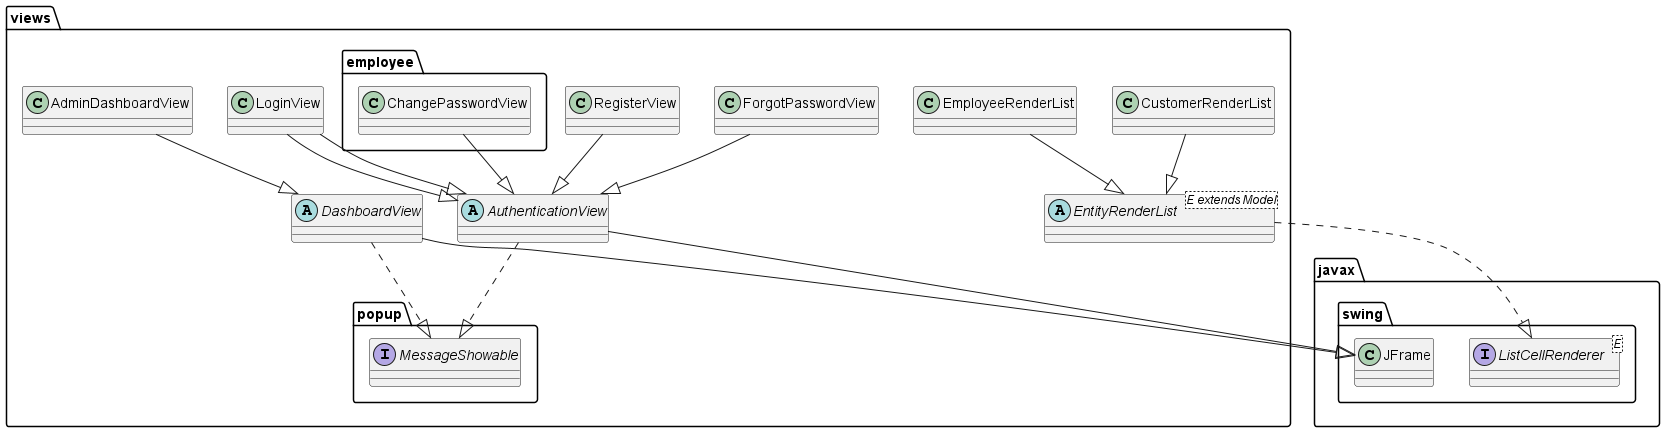 views
employee
C AdminDashboardView
C LoginView
C ChangePasswordView
C RegisterView
C ForgotPasswordView
C EmployeeRenderList
C CustomerRenderList
A DashboardView
A AuthenticationView
A EntityRenderList
E extends Model
javax
popup
swing
I MessageShowable
C JFrame
I ListCellRenderer
E